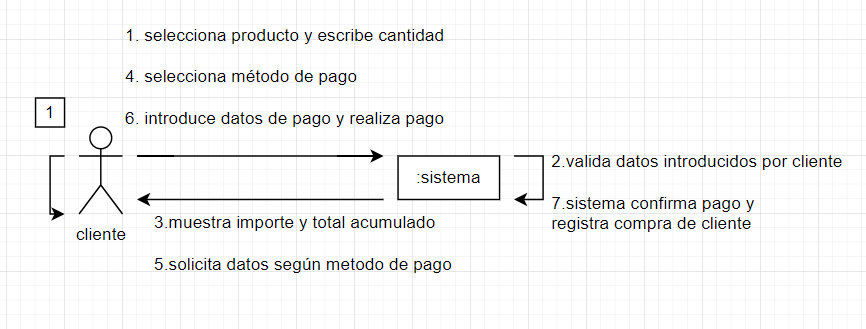 1. selecciona producto y escribe cantidad
4. selecciona método de pago
6. introduce datos de pago y realiza pago
1
:sistema
2.valida datos introducidos por cliente
7.sistema confirma pago y
registra compra de cliente
3.muestra importe y total acumulado
cliente
5.solicita datos según metodo de pago